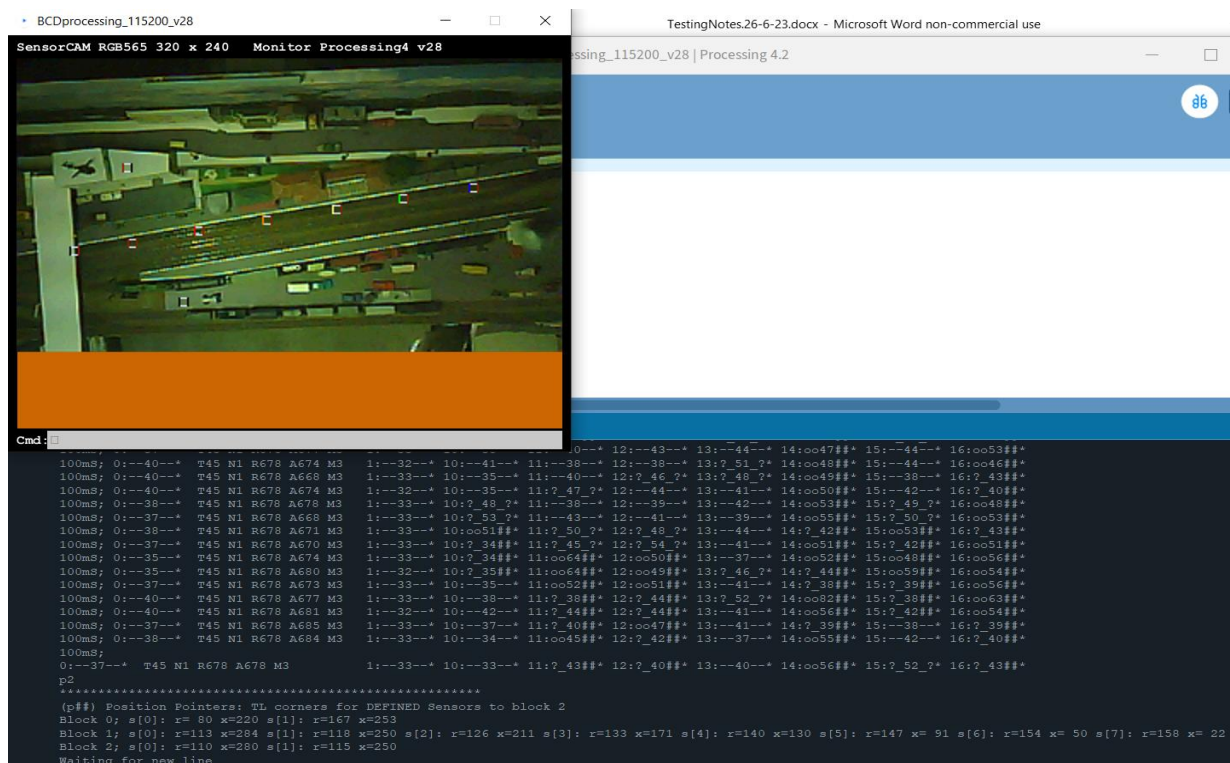 BCDprocessing_115200_v28
TestingNotes.26-6-23.docx - Microsoft Word non-commercial use
SensorCAM RGB565 320 x 240 Monitor Processing4 v28
ssing_115200_v28 | Processing 4.2
Cmd:
100mS; 0:--40--* T45 N1 R678 A674 M3 1:--32--* 10:--41--* 11:--38--* 12:--38--* 13:?_51_?* 14:oo48##* 15:--44--* 16:oo46##*
100mS; 0:--40--* T45 N1 R678 A668 M3 1:--33--* 10:--35--* 11:--40--* 12:?_46_?* 13:?_48_?* 14:oo49##* 15:--38--* 16:?_43##*
100mS; 0:--40--* T45 N1 R678 A674 M3 1:--32--* 10:--35--* 11:?_47_?* 12:--44--* 13:--41--* 14:oo50##* 15:--42--* 16:?_40##*
100mS; 0:--38--* T45 N1 R678 A678 M3 1:--33--* 10:?_48_?* 11:--38--* 12:--39--* 13:--42--* 14:oo53##* 15:?_49_?* 16:oo48##*
100mS; 0:--37--* T45 N1 R678 A668 M3 1:--33--* 10:?_53_?* 11:--43--* 12:--41--* 13:--39--* 14:oo55##* 15:?_50_?* 16:oo53##*
100mS; 0:--38--* T45 N1 R678 A671 M3 1:--33--* 10:oo51##* 11:?_50_?* 12:?_48_?* 13:--44--* 14:?_42##* 15:oo53##* 16:?_43##*
100mS; 0:--37--* T45 N1 R678 A670 M3 1:--33--* 10:?_34##* 11:?_45_?* 12:?_54_?* 13:--41--* 14:oo51##* 15:?_42##* 16:oo51##*
100mS; 0:--35--* T45 N1 R678 A674 M3 1:--33--* 10:?_34##* 11:oo64##* 12:oo50##* 13:--37--* 14:oo52##* 15:oo48##* 16:oo56##*
100mS; 0:--35--* T45 N1 R678 A680 M3 1:--32--* 10:?_35##* 11:oo64##* 12:oo49##* 13:?_46_?* 14:?_44##* 15:oo59##* 16:oo54##*
100mS; 0:--37--* T45 N1 R678 A673 M3 1:--33--* 10:--35--* 11:oo52##* 12:oo51##* 13:--41--* 14:?_38##* 15:?_39##* 16:oo56##*
100mS; 0:--40--* T45 N1 R678 A677 M3 1:--33--* 10:--38--* 11:?_38##* 12:?_44##* 13:?_52_?* 14:oo82##* 15:?_38##* 16:oo63##*
100mS; 0:--40--* T45 N1 R678 A681 M3 1:--32--* 10:--42--* 11:?_44##* 12:?_44##* 13:--41--* 14:oo56##* 15:?_42##* 16:oo54##*
100mS; 0:--37--* T45 N1 R678 A685 M3 1:--33--* 10:--37--* 11:?_40##* 12:oo47##* 13:--41--* 14:?_39##* 15:--38--* 16:?_39##*
100mS; 0:--38--* T45 N1 R678 A684 M3 1:--33--* 10:--34--* 11:oo45##* 12:?_42##* 13:--37--* 14:oo55##* 15:--42--* 16:?_40##*
100mS;
0:--37--* T45 N1 R678 A678 M3 1:--33--* 10:--33--* 11:?_43##* 12:?_40##* 13:--40--* 14:oo56##* 15:?_52_?* 16:?_43##*
p2
*******************************************************
(p##) Position Pointers: TL corners for DEFINED Sensors to block 2
Block 0; s[0]: r= 80 x=220 s[1]: r=167 x=253
Block 1; s[0]: r=113 x=284 s[1]: r=118 x=250 s[2]: r=126 x=211 s[3]: r=133 x=171 s[4]: r=140 x=130 s[5]: r=147 x= 91 s[6]: r=154 x= 50 s[7]: r=158 x= 22
Block 2; s[0]: r=110 x=280 s[1]: r=115 x=250
Waiting for new line